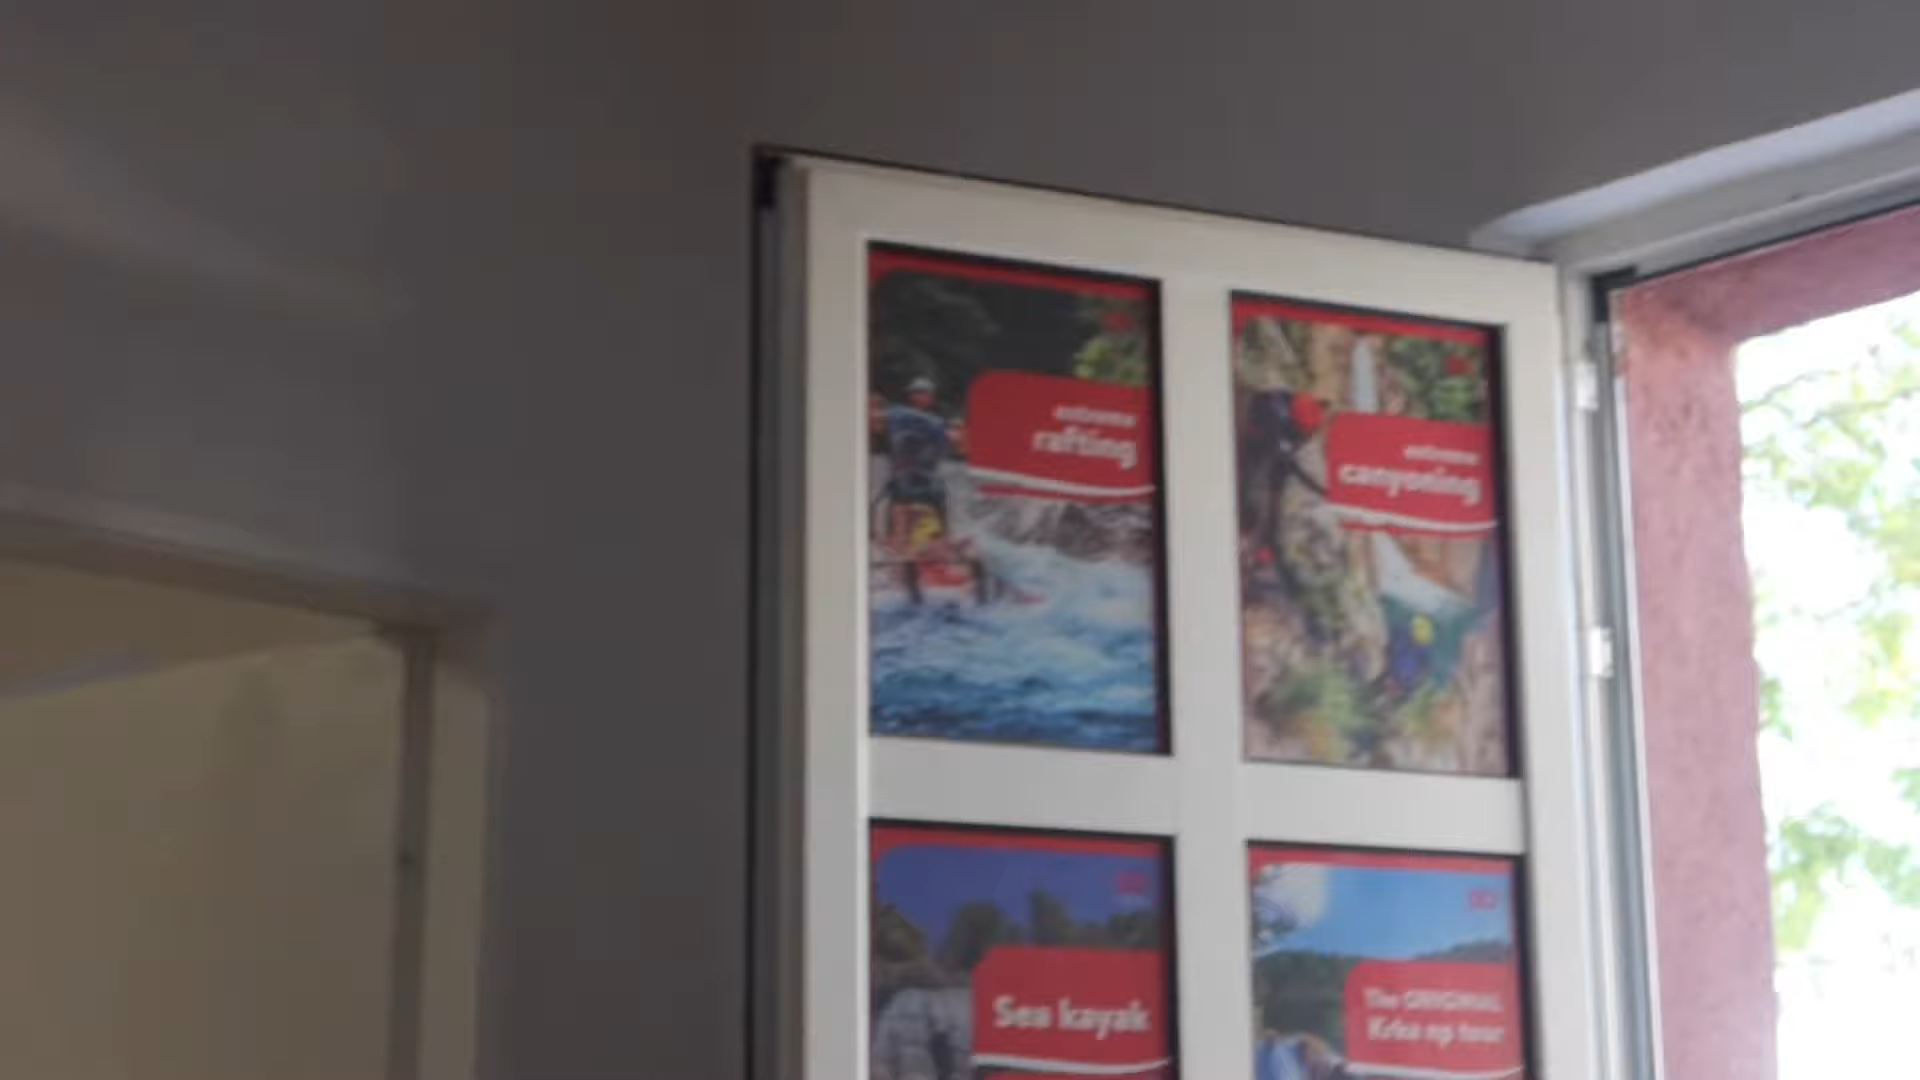 extreme
rafting
extreme
canyoning
Sea kayak
The ORIGINAL
Krka np tour